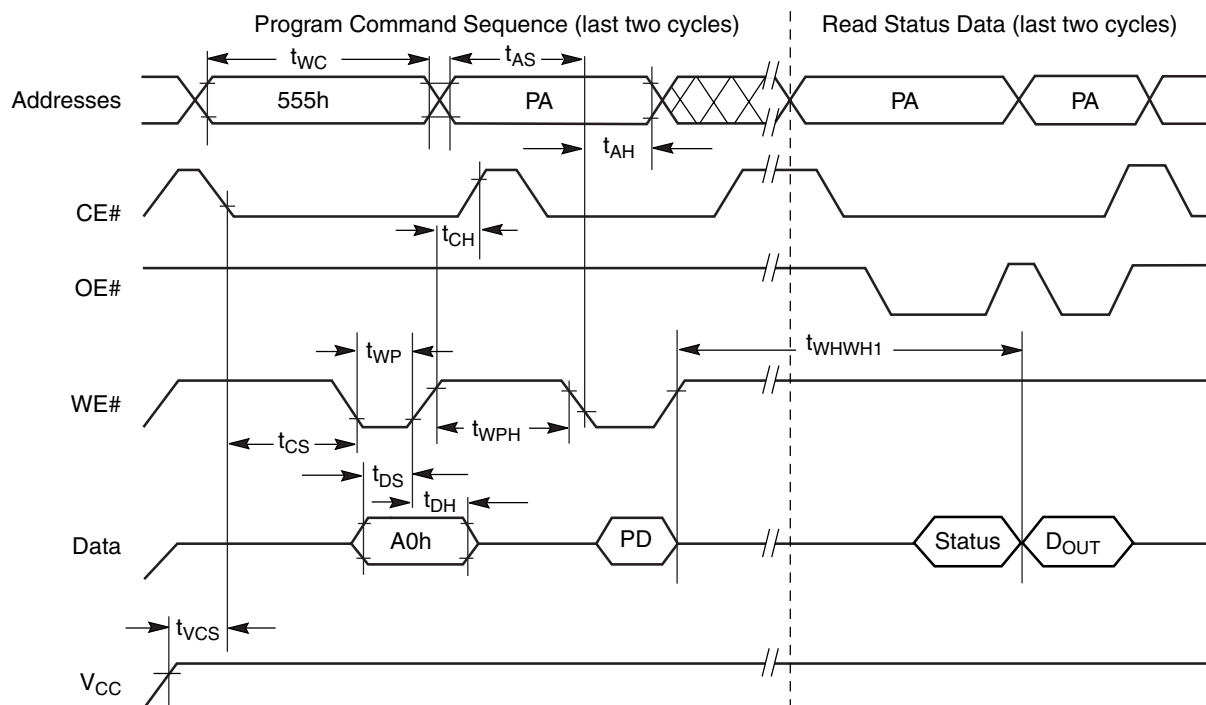 Program Command Sequence (last two cycles)
Read Status Data (last two cycles)
tWC
tAS
Addresses
555h
PA
PA
PA
tAH
CE#
tCH
OE#
tWP
tWHWH1
WE#
tCS
tWPH
tDS
tDH
Data
A0h
PD
Status
DOUT
tVCS
VCC